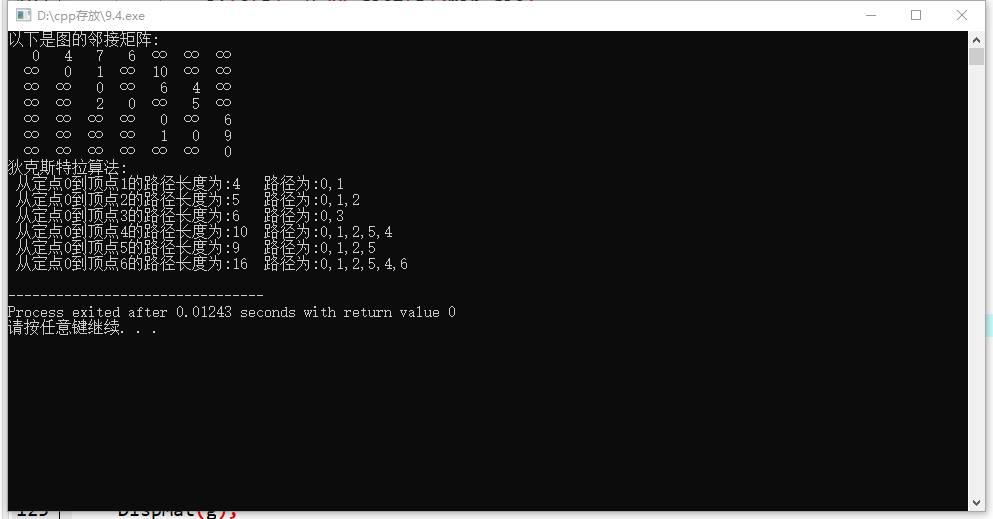 D:\cpp存放\9.4.exe
以下是图的邻接矩阵:
0 4 7 6 ∞ ∞ ∞
∞ 0 1 ∞ 10 ∞ ∞
∞ ∞ 0 ∞ 6 4 ∞
∞ ∞ 2 0 ∞ 5 ∞
∞ ∞ ∞ ∞ 0 ∞ 6
∞ ∞ ∞ ∞ 1 0 9
∞ ∞ ∞ ∞ ∞ ∞ 0
狄克斯特拉算法:
从定点0到顶点1的路径长度为:4 路径为:0,1
从定点0到顶点2的路径长度为:5 路径为:0,1,2
从定点0到顶点3的路径长度为:6 路径为:0,3
从定点0到顶点4的路径长度为:10 路径为:0,1,2,5,4
从定点0到顶点5的路径长度为:9 路径为:0,1,2,5
从定点0到顶点6的路径长度为:16 路径为:0,1,2,5,4,6
--------------------------------
Process exited after 0.01243 seconds with return value 0
请按任意键继续. . .
DispMat(g);